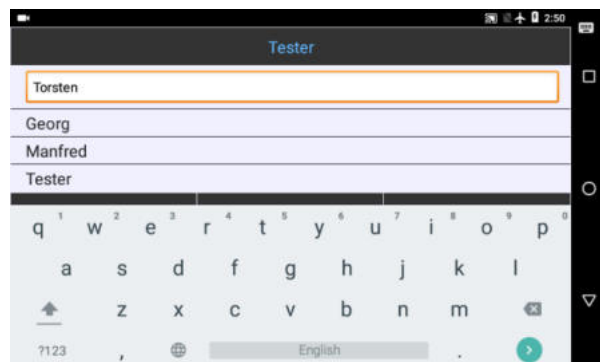 2:50
Tester
Torsten
Georg
Manfred
Tester
q 1 w 2 e 3 r 4 t 5 y 6 u 7 i 8 o 9 p 0
a s d f g h j k l
z x c v b n m
?123 , English .